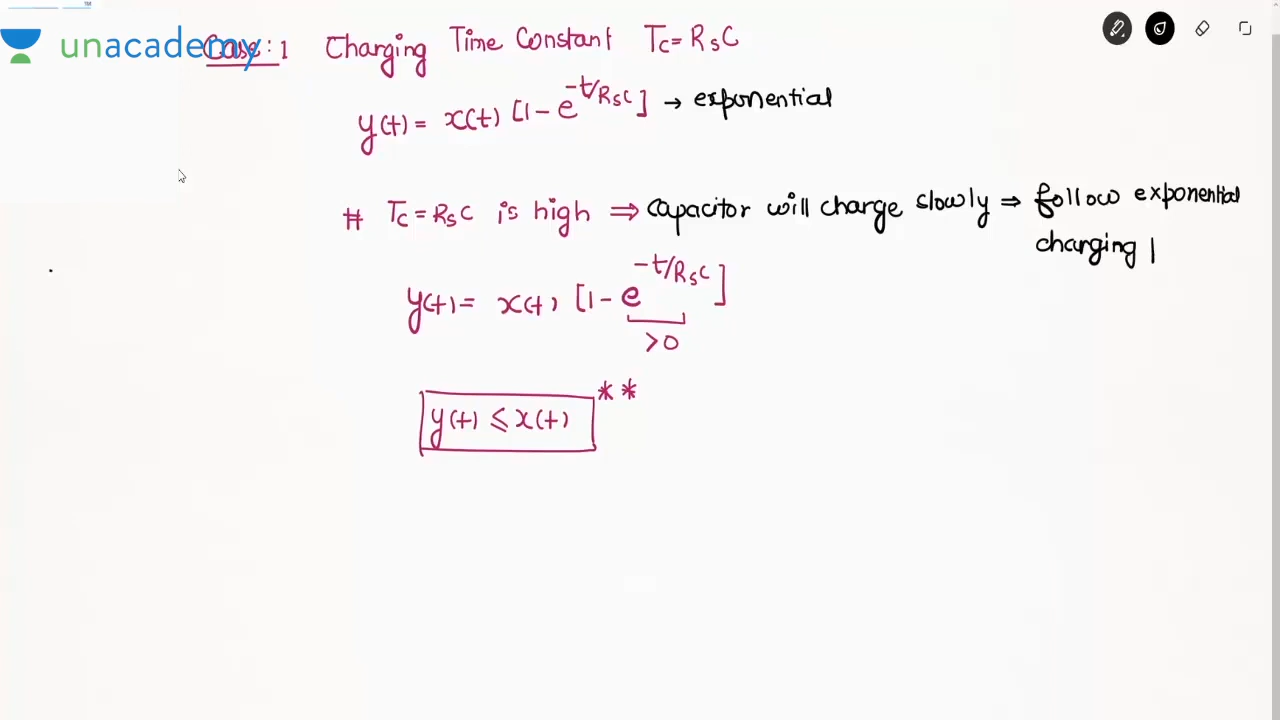 unacademy
Case: 1 Charging Time Constant Tc = RsC
y(t) = x(t) [1 - e^-t/RsC] → exponential
# Tc = RsC is high ⇒ capacitor will charge slowly ⇒ follow exponential
charging |
y(t) = x(t) [1 - e^-t/RsC]
>0
y(t) ≤ x(t) **